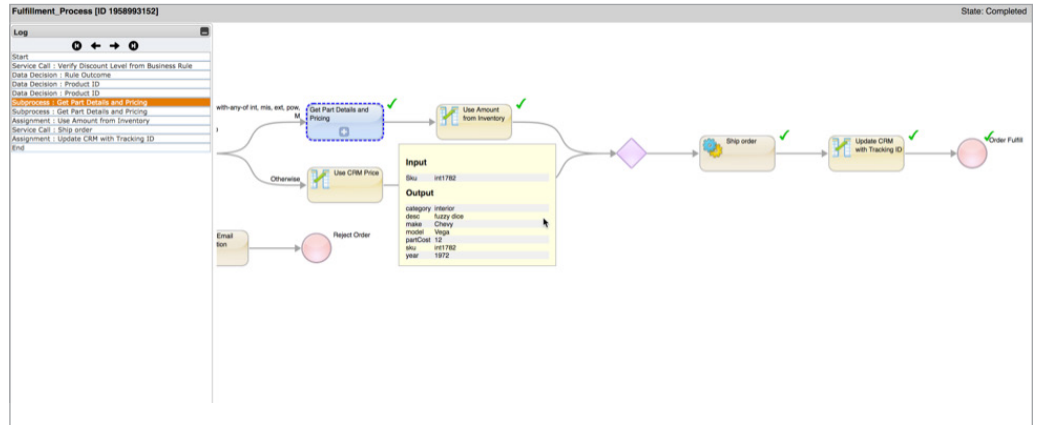 Fulfillment_Process [ID 1958993152]
State: Completed
Log
Start
Service Call : Verify Discount Level from Business Rule
Data Decision : Rule Outcome
Data Decision : Product ID
Data Decision : Product ID
Subprocess : Get Part Details and Pricing
Subprocess : Get Part Details and Pricing
Assignment : Use Amount from Inventory
Service Call : Ship order
Assignment : Update CRM with Tracking ID
End
with-any-of int, mis, ext, pow,
M
Get Part Details and
Pricing
Use Amount
from Inventory
Ship order
Update CRM
with Tracking ID
Order Fulfil
Otherwise
Use CRM Price
Email
tion
Reject Order
Input
Sku int1782
Output
category interior
desc fuzzy dice
make Chevy
model Vega
partCost 12
sku int1782
year 1972